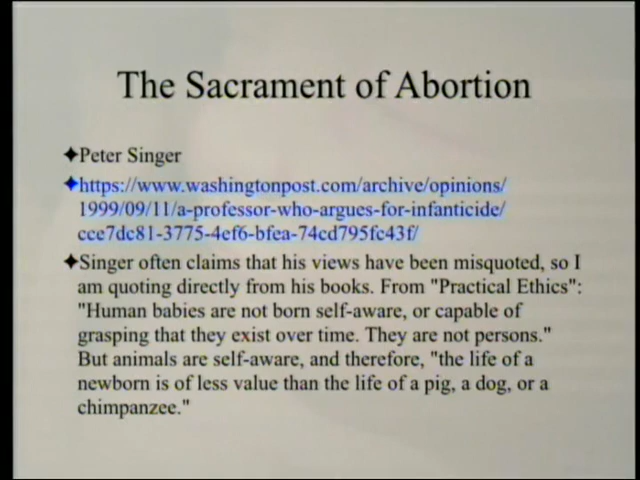 The Sacrament of Abortion
✦Peter Singer
✦https://www.washingtonpost.com/archive/opinions/
1999/09/11/a-professor-who-argues-for-infanticide/
cce7dc81-3775-4ef6-bfea-74cd795fc43f/
✦Singer often claims that his views have been misquoted, so I
am quoting directly from his books. From "Practical Ethics":
"Human babies are not born self-aware, or capable of
grasping that they exist over time. They are not persons."
But animals are self-aware, and therefore, "the life of a
newborn is of less value than the life of a pig, a dog, or a
chimpanzee."